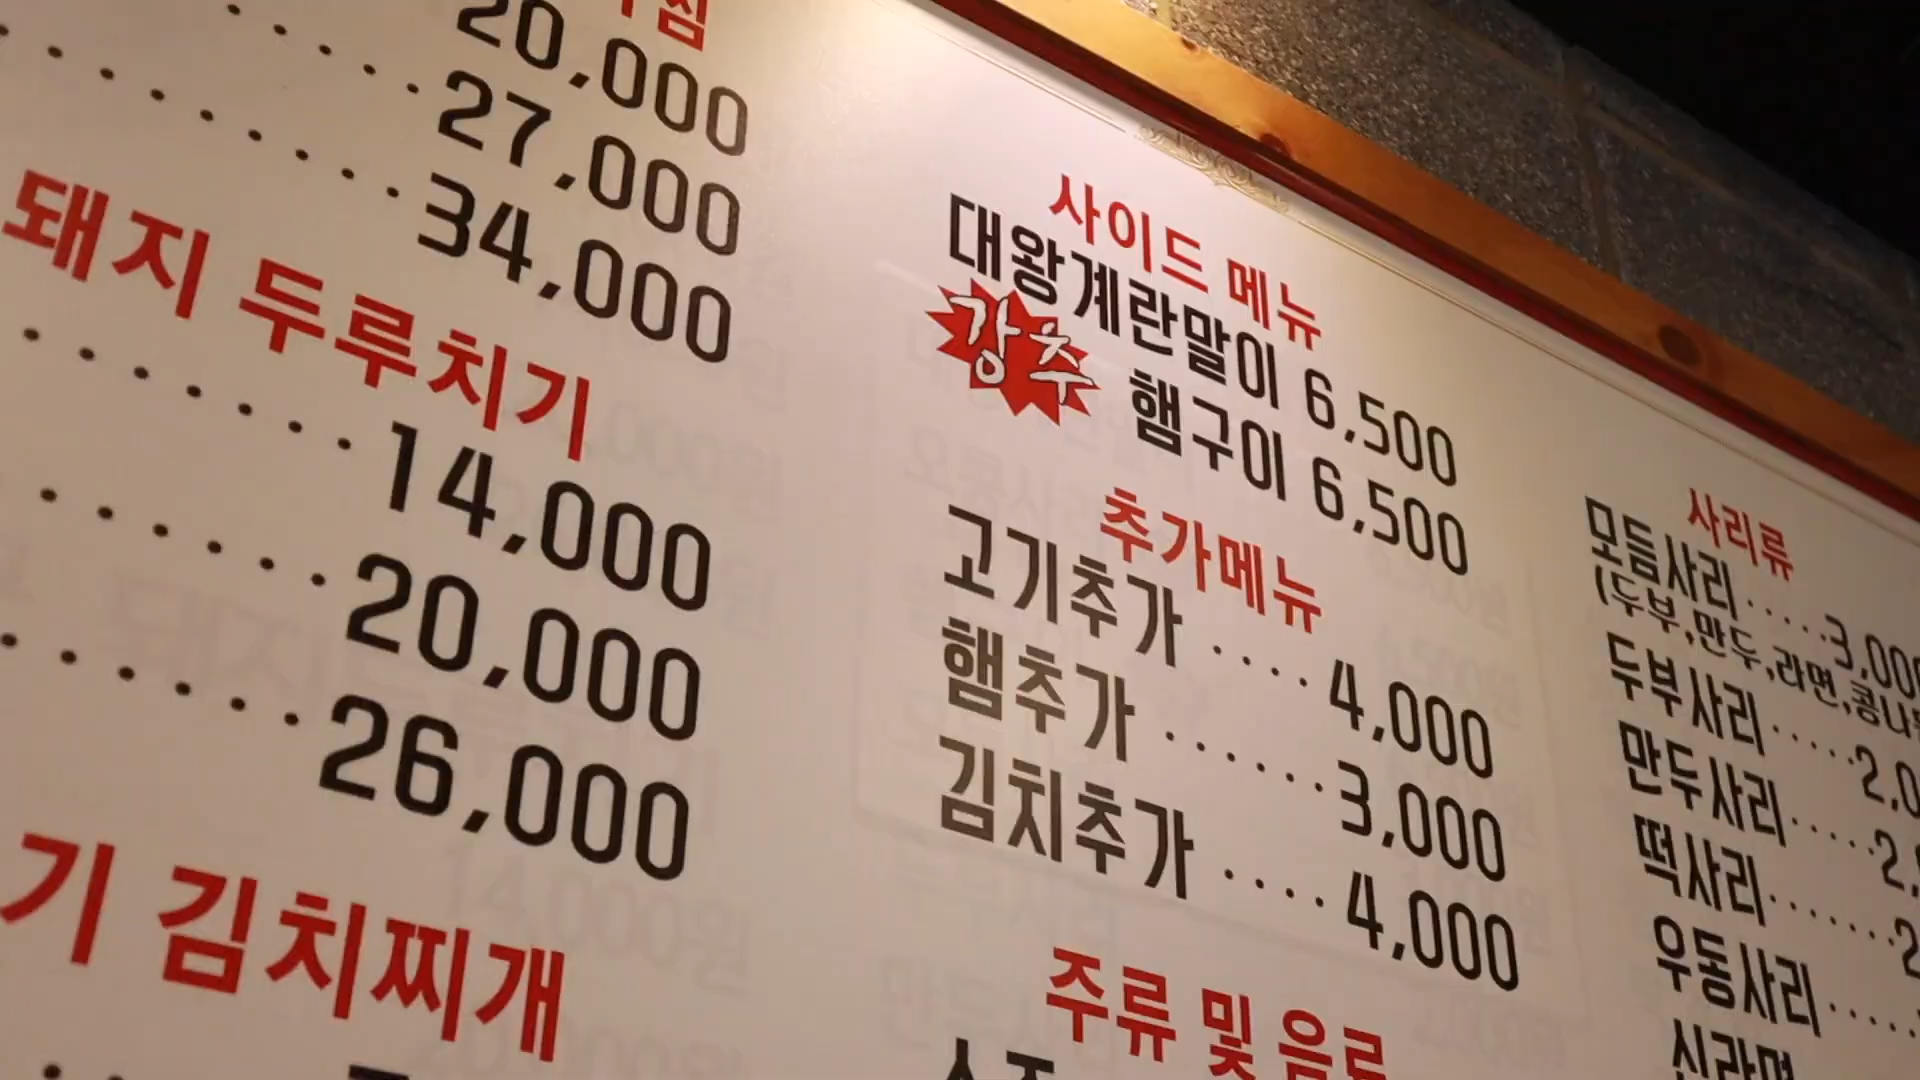 20,000
27,000
34,000
돼지 두루치기
14,000
20,000
26,000
김치찌개
사이드 메뉴
대왕계란말이 6,500
강추 햄구이 6,500
추가메뉴
고기추가 ···· 4,000
햄추가 ······ 3,000
김치추가 ···· 4,000
주류 및
사리류
모듬사리 ···· 3,000
(두부,만두,라면,
두부사리
만두사리
떡사리
우동사리
신라면